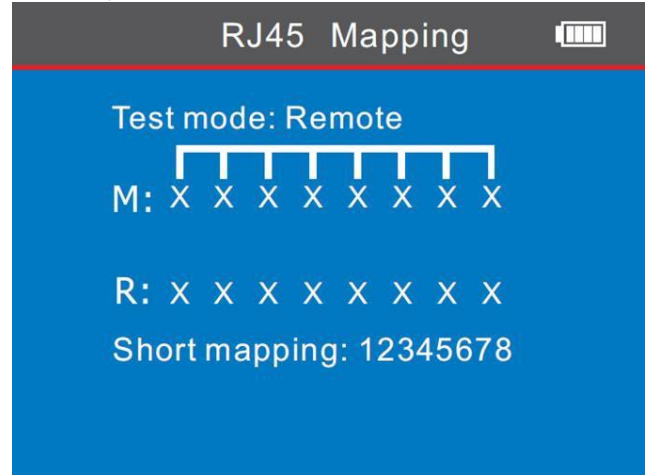 RJ45 Mapping
Test mode: Remote
M: X X X X X X X X
R: X X X X X X X X
Short mapping: 12345678